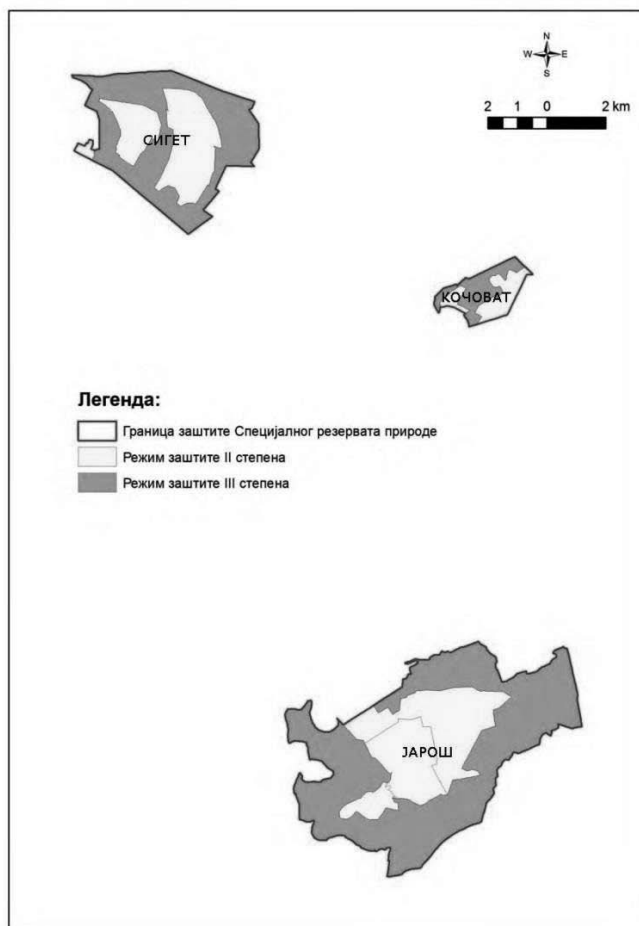 N
W E
S
2 1 0 2 km
СИГЕТ
КОЧОВАТ
Легенда:
Граница заштите Специјалног резервата природе
Режим заштите II степена
Режим заштите III степена
ЈАРОШ